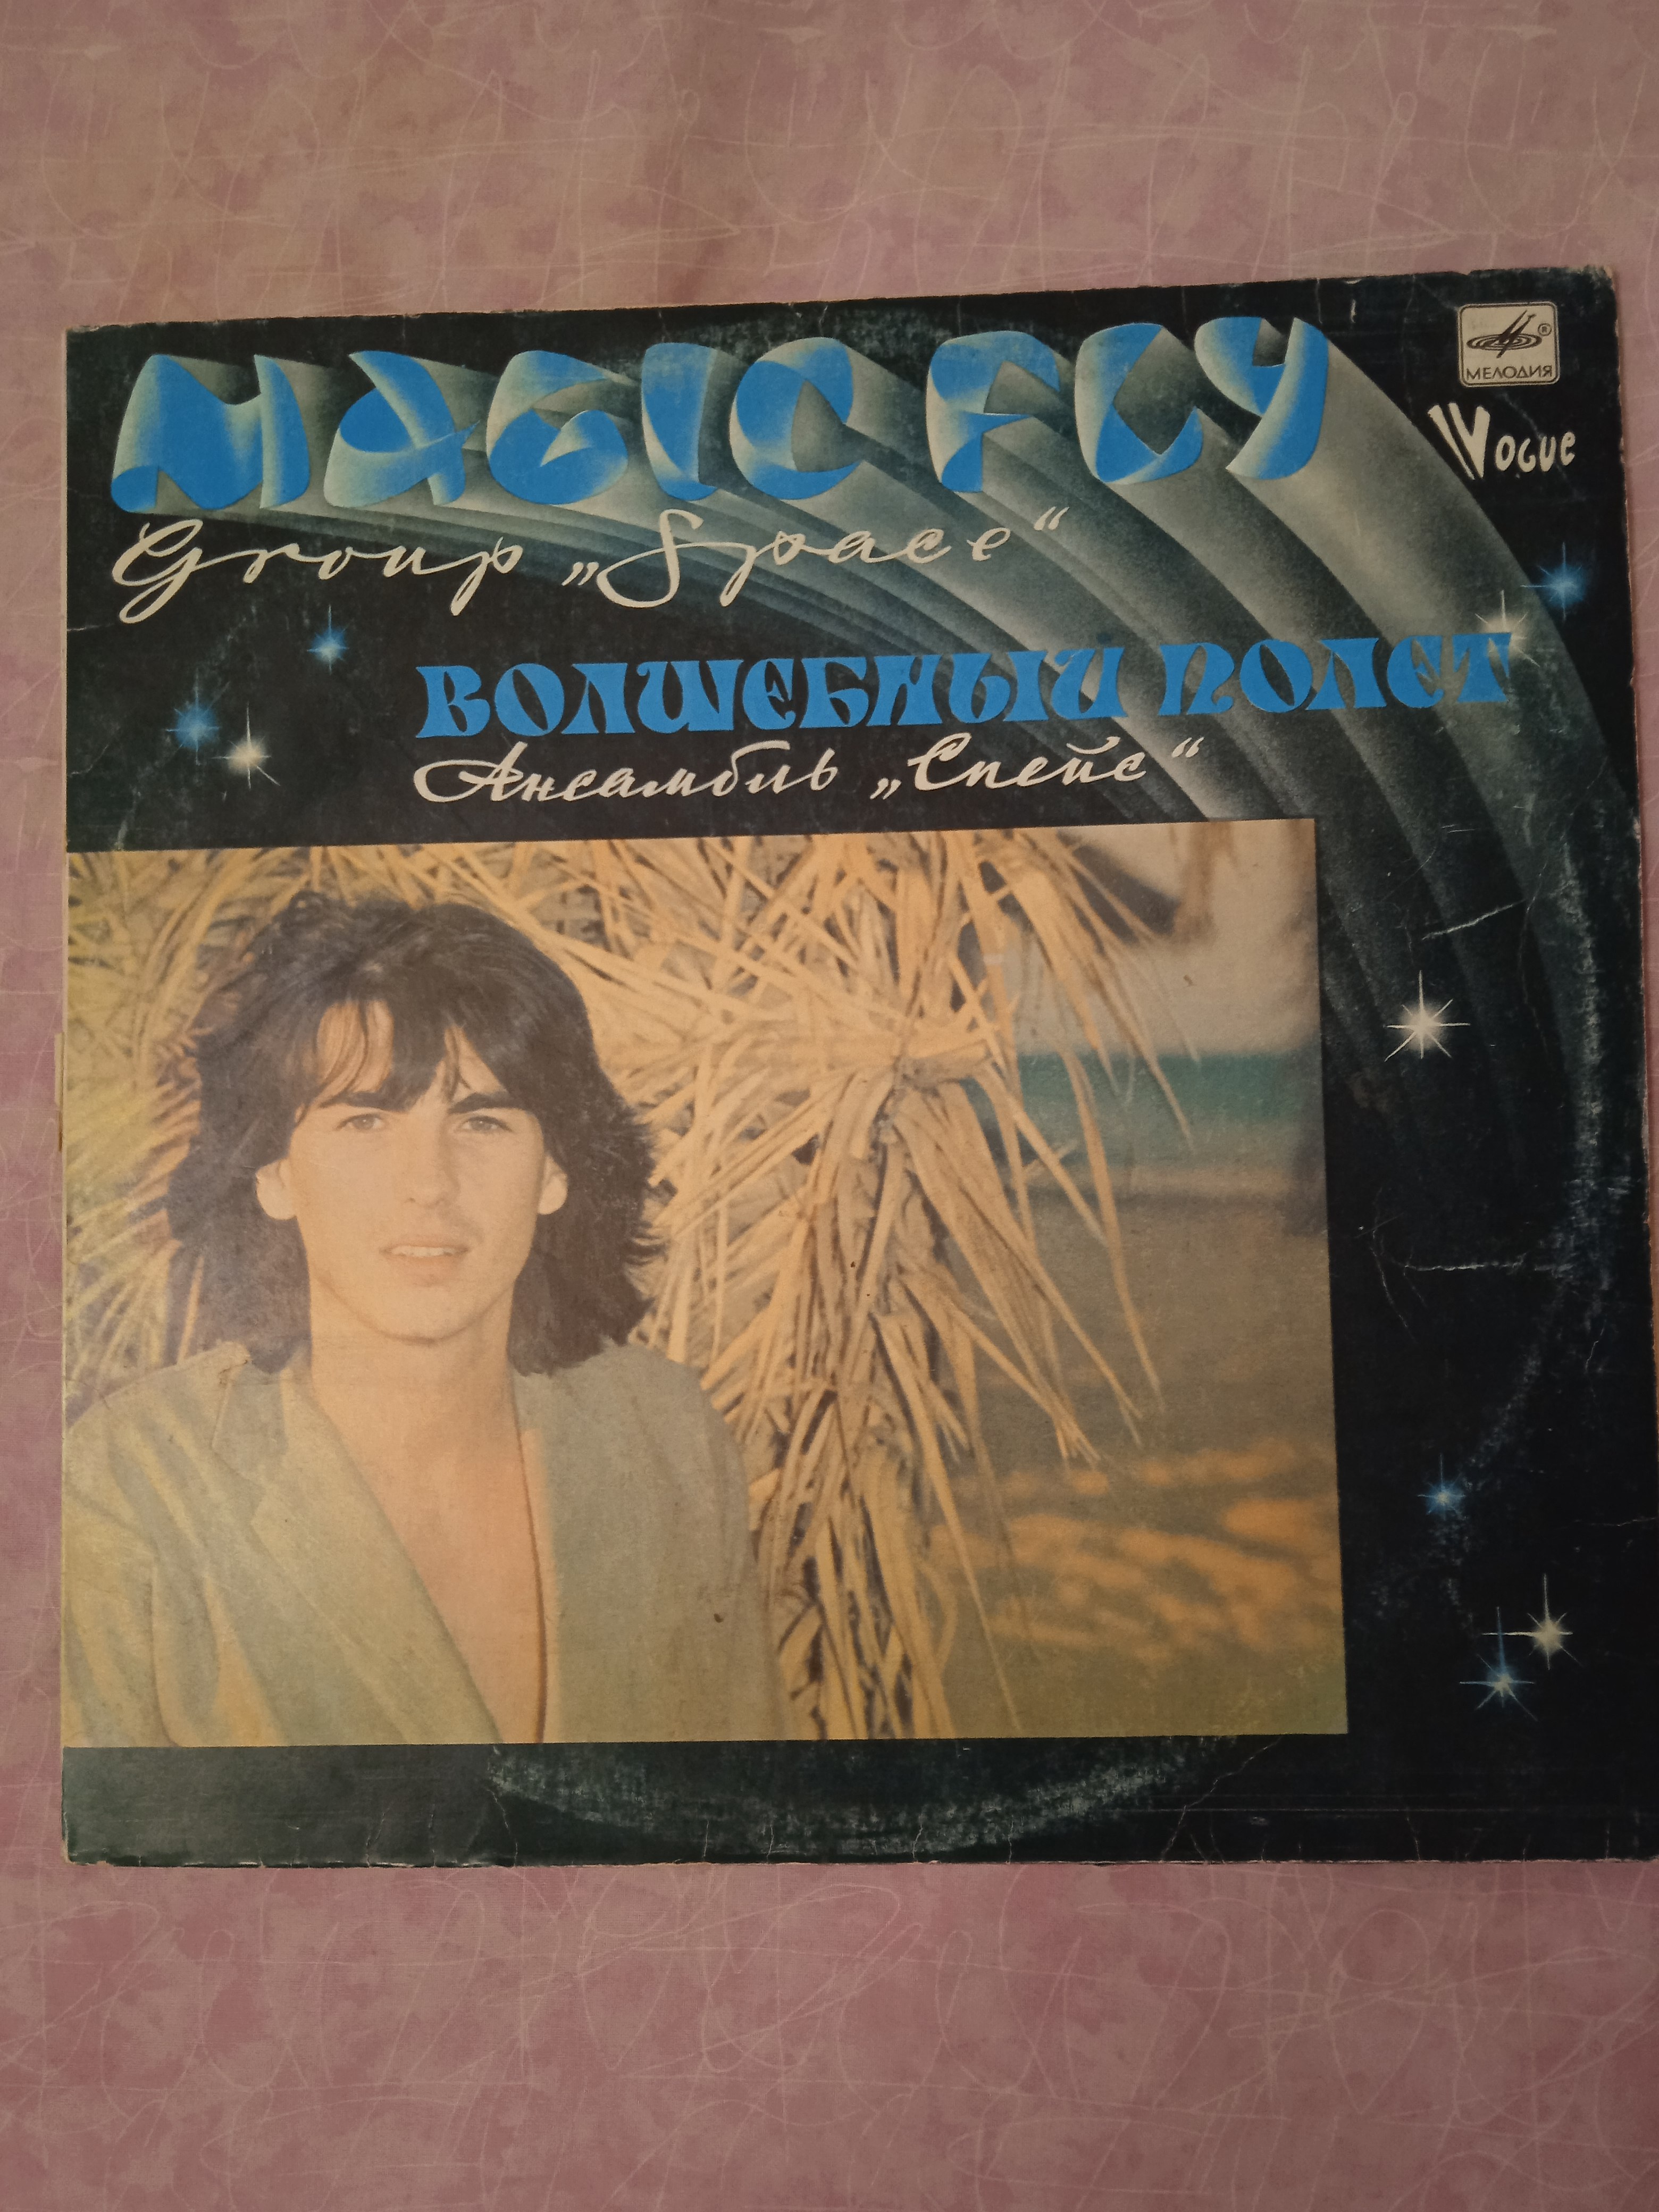 MAGIC FLY
МЕЛОДИЯ ®
VOGUE
Group „Space“
ВОЛШЕБНЫЙ ПОЛЕТ
Ансамбль „Спейс“